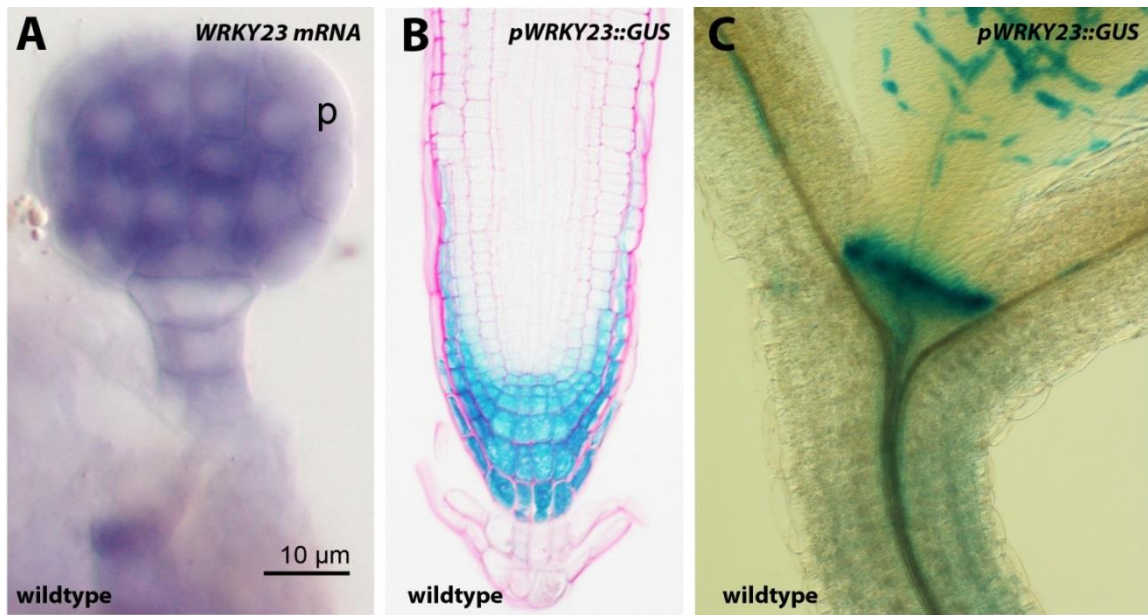 A
WRKY23 mRNA
p
10 µm
wildtype
B
pWRKY23::GUS
wildtype
C
pWRKY23::GUS
wildtype